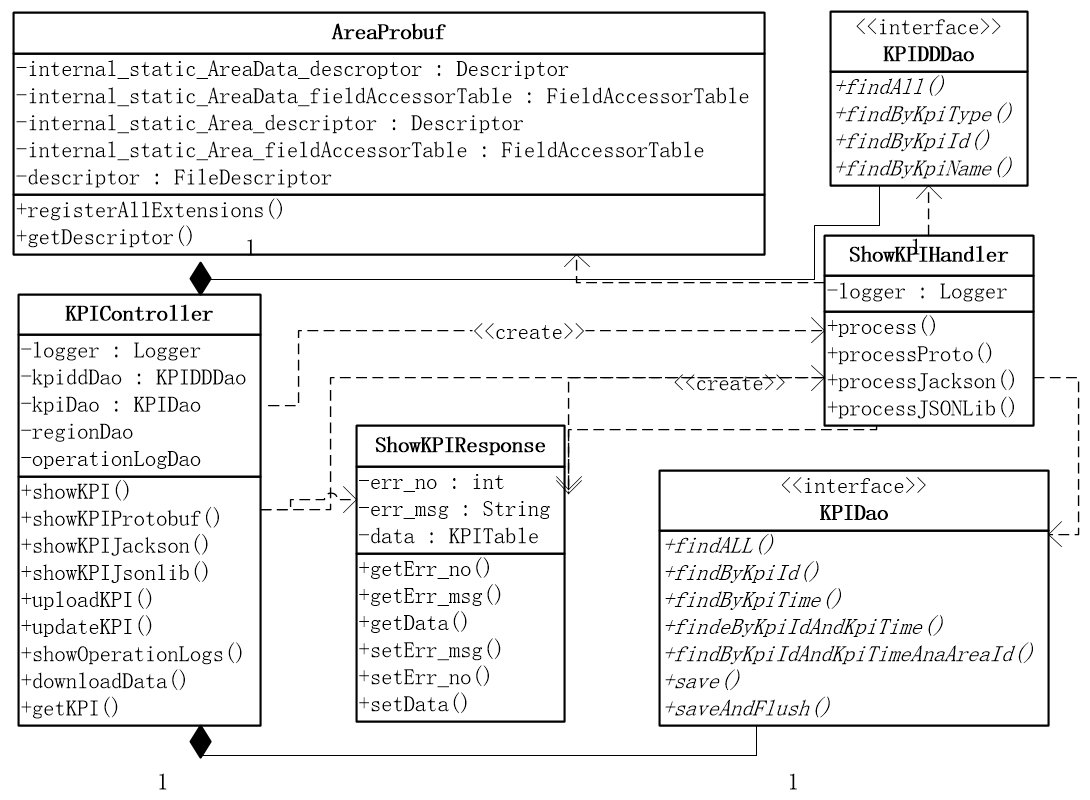 AreaProbuf
-internal_static_AreaData_descroptor : Descriptor
-internal_static_AreaData_fieldAccessorTable : FieldAccessorTable
-internal_static_Area_descriptor : Descriptor
-internal_static_Area_fieldAccessorTable : FieldAccessorTable
-descriptor : FileDescriptor
+registerAllExtensions()
+getDescriptor()
<<interface>>
KPIDDDao
+findAll()
+findByKpiType()
+findByKpiId()
+findByKpiName()
1
1
ShowKPIHandler
-logger : Logger
+process()
+processProto()
+processJackson()
+processJSONLib()
KPIController
-logger : Logger
-kpiddDao : KPIDDDao
-kpiDao : KPIDao
-regionDao
-operationLogDao
+showKPI()
+showKPIProtobuf()
+showKPIJackson()
+showKPIJsonlib()
+uploadKPI()
+updateKPI()
+showOperationLogs()
+downloadData()
+getKPI()
<<create>>
<<create>>
ShowKPIResponse
-err_no : int
-err_msg : String
-data : KPITable
+getErr_no()
+getErr_msg()
+getData()
+setErr_msg()
+setErr_no()
+setData()
<<interface>>
KPIDao
+findALL()
+findByKpiId()
+findByKpiTime()
+findeByKpiIdAndKpiTime()
+findByKpiIdAndKpiTimeAnaAreaId()
+save()
+saveAndFlush()
1
1